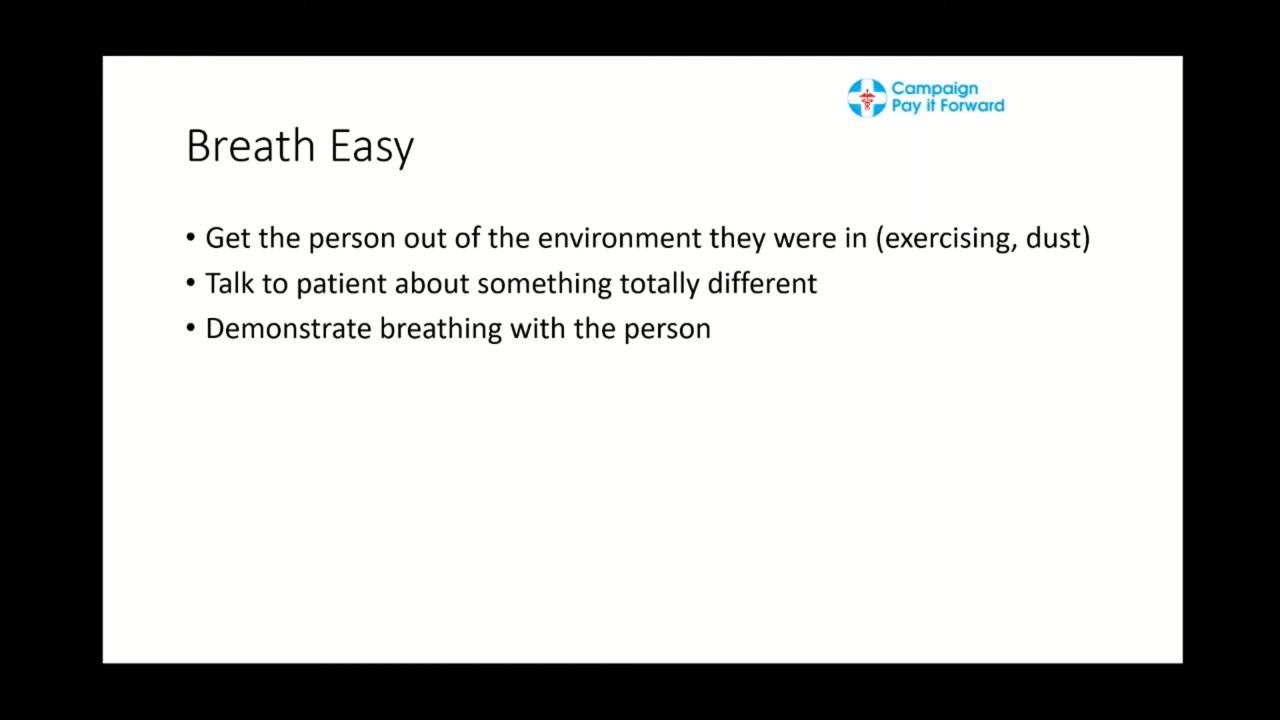 Campaign
Pay it Forward
Breath Easy
• Get the person out of the environment they were in (exercising, dust)
• Talk to patient about something totally different
• Demonstrate breathing with the person